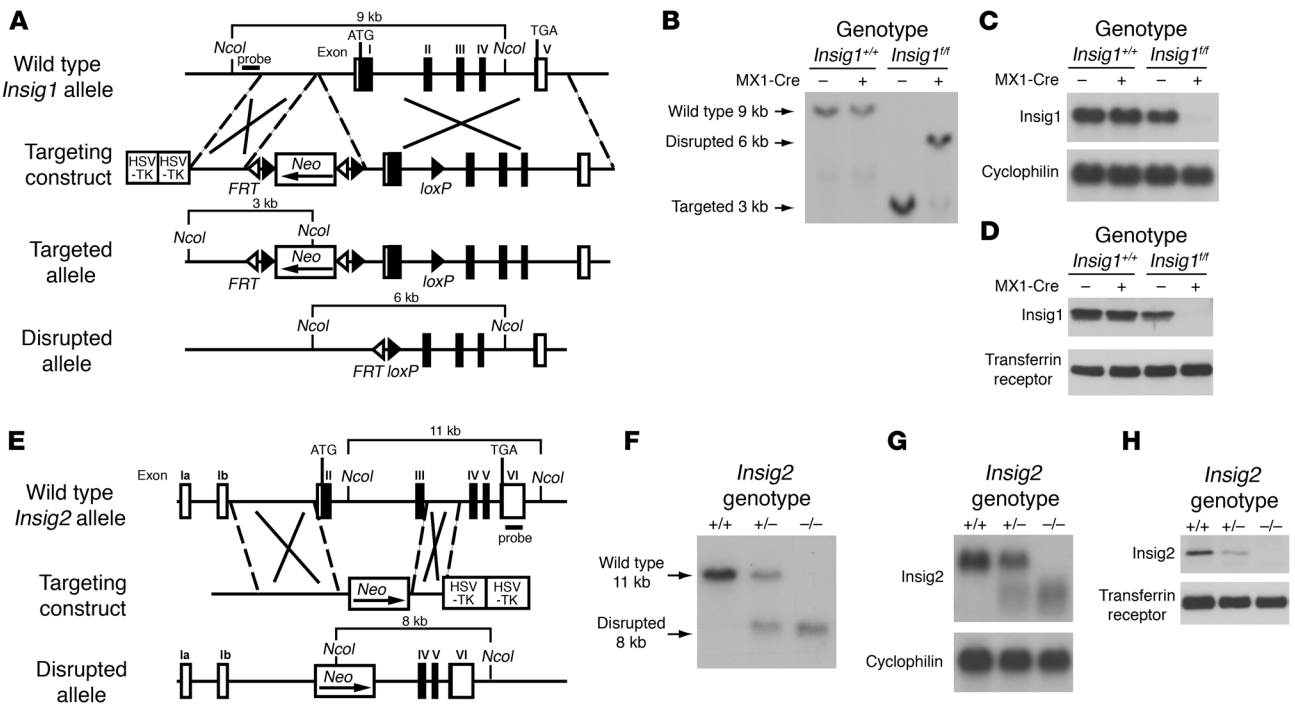 A
9 kb
ATG
TGA
NcoI
probe
Exon
I
II
III
IV
NcoI
V
Wild type
Insig1 allele
HSV
-TK
HSV
-TK
Neo
FRT
loxP
Targeting
construct
3 kb
NcoI
NcoI
Neo
FRT
loxP
Targeted
allele
6 kb
NcoI
NcoI
FRT loxP
Disrupted
allele
B
Genotype
Insig1+/+ Insig1f/f
MX1-Cre – + – +
Wild type 9 kb
Disrupted 6 kb
Targeted 3 kb
C
Genotype
Insig1+/+ Insig1f/f
MX1-Cre – + – +
Insig1
Cyclophilin
D
Genotype
Insig1+/+ Insig1f/f
MX1-Cre – + – +
Insig1
Transferrin
receptor
E
11 kb
ATG
TGA
Exon
Ia
Ib
II
NcoI
III
IV V
VI
NcoI
probe
Wild type
Insig2 allele
Neo
HSV
-TK
HSV
-TK
Targeting
construct
8 kb
NcoI
NcoI
Ia
Ib
Neo
IV V
VI
Disrupted
allele
F
Insig2
genotype
+/+ +/– –/–
Wild type
11 kb
Disrupted
8 kb
G
Insig2
genotype
+/+ +/– –/–
Insig2
Cyclophilin
H
Insig2
genotype
+/+ +/– –/–
Insig2
Transferrin
receptor